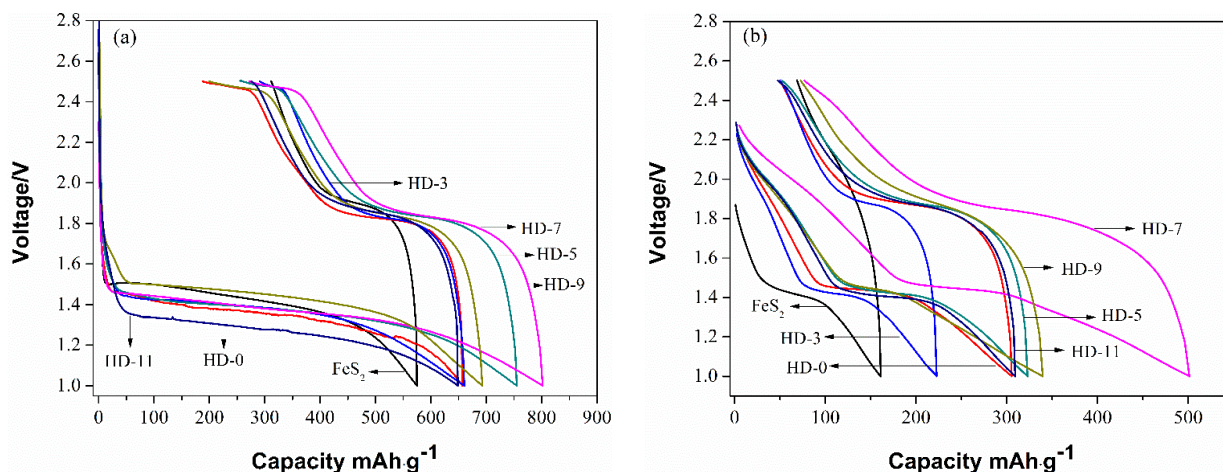 (a)
2.8
2.6
2.4
2.2
2.0
1.8
1.6
1.4
1.2
1.0
Voltage/V
HD-3
HD-7
HD-5
HD-9
HD-11
HD-0
FeS₂
0 100 200 300 400 500 600 700 800 900
Capacity mAh·g⁻¹
(b)
2.8
2.6
2.4
2.2
2.0
1.8
1.6
1.4
1.2
1.0
Voltage/V
HD-7
HD-9
FeS₂
HD-5
HD-3
HD-11
HD-0
0 100 200 300 400 500
Capacity mAh·g⁻¹